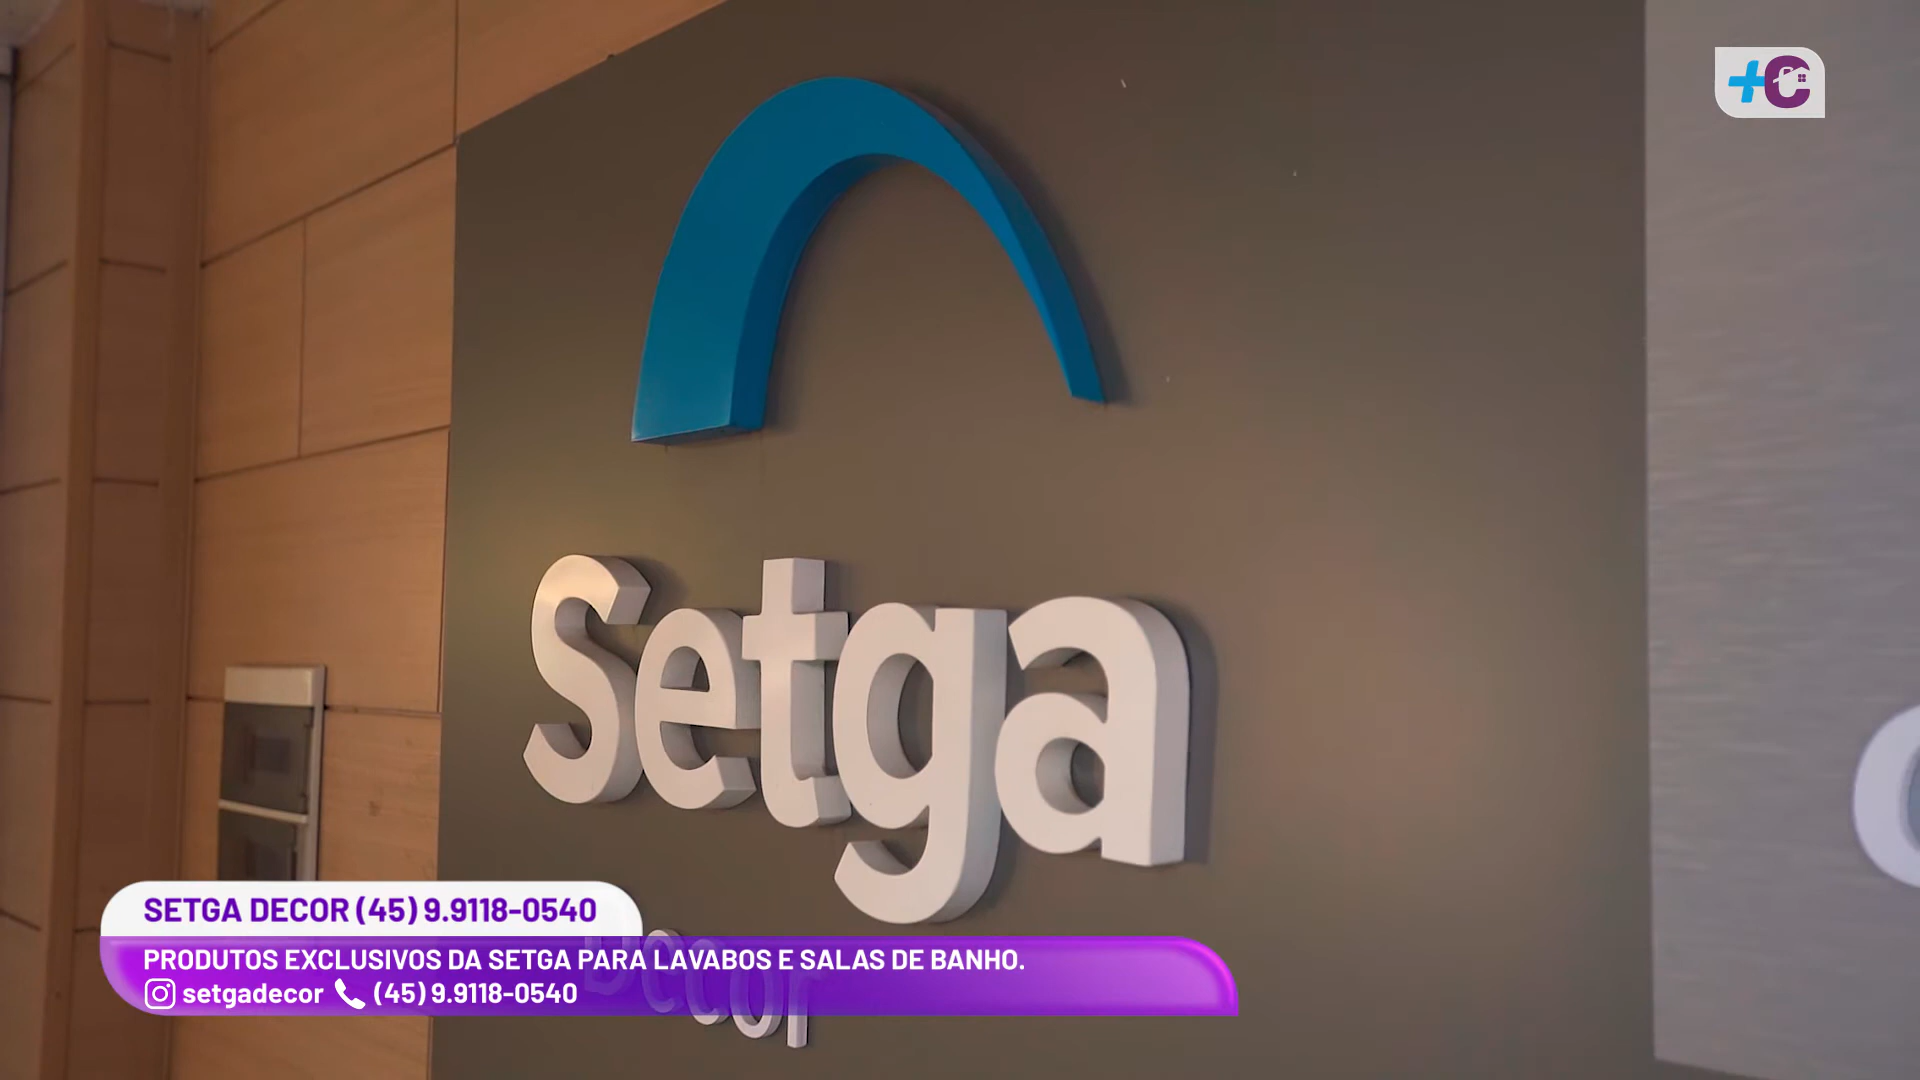 +C
Setga
Decor
SETGA DECOR (45) 9.9118-0540
PRODUTOS EXCLUSIVOS DA SETGA PARA LAVABOS E SALAS DE BANHO.
setgadecor (45) 9.9118-0540